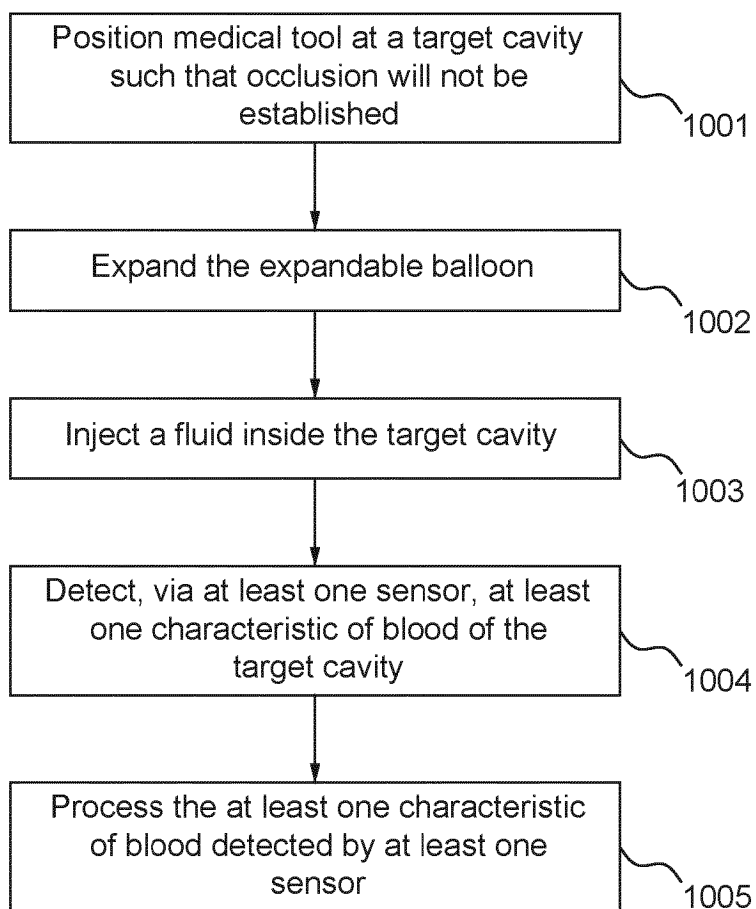 Position medical tool at a target cavity
such that occlusion will not be
established
1001
Expand the expandable balloon
1002
Inject a fluid inside the target cavity
1003
Detect, via at least one sensor, at least
one characteristic of blood of the
target cavity
1004
Process the at least one characteristic
of blood detected by at least one
sensor
1005